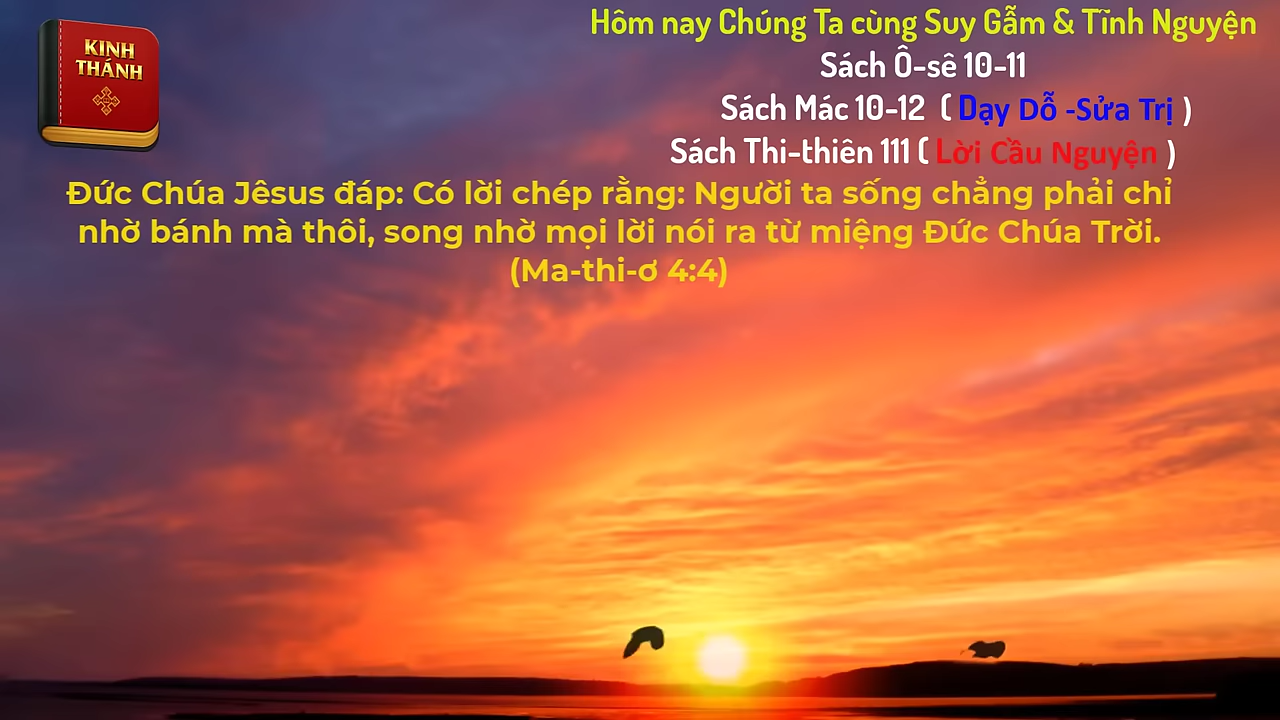 KINH
THÁNH
Hôm nay Chúng Ta cùng Suy Gẫm & Tĩnh Nguyện
Sách Ô-sê 10-11
Sách Mác 10-12 ( Dạy Dỗ -Sửa Trị )
Sách Thi-thiên 111 ( Lời Cầu Nguyện )
Đức Chúa Jêsus đáp: Có lời chép rằng: Người ta sống chẳng phải chỉ
nhờ bánh mà thôi, song nhờ mọi lời nói ra từ miệng Đức Chúa Trời.
(Ma-thi-ơ 4:4)